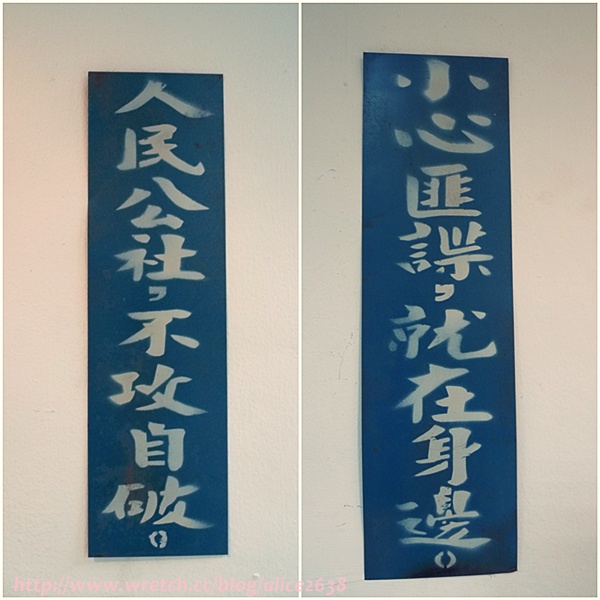 人民公社，不攻自破。
小心匪諜，就在身邊。
http://www.wretch.cc/blog/alice2638